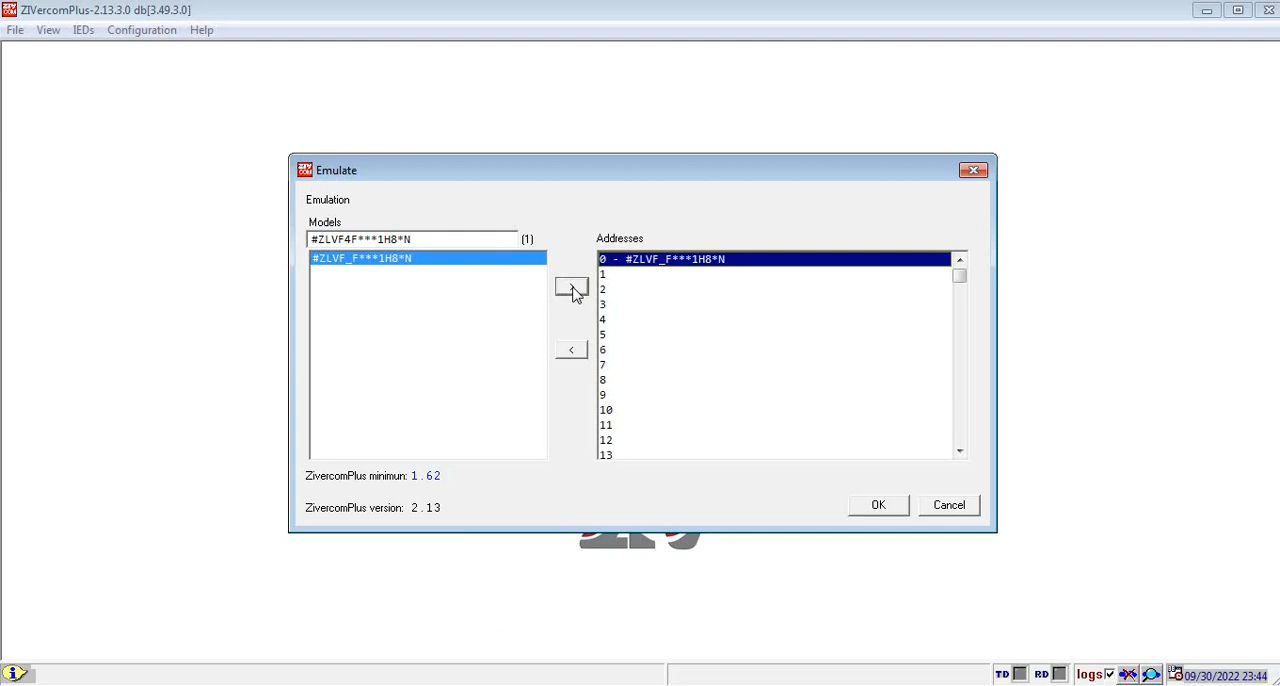 ZIVercomPlus-2.13.3.0 db[3.49.3.0]
File View IEDs Configuration Help
Emulate
Emulation
Models
#ZLVF4F***1H8*N (1)
#ZLVF_F***1H8*N
>
<
Addresses
0 - #ZLVF_F***1H8*N
1
2
3
4
5
6
7
8
9
10
11
12
13
ZivercomPlus minimun: 1.62
ZivercomPlus version: 2.13
OK Cancel
TD RD logs 09/30/2022 23:44